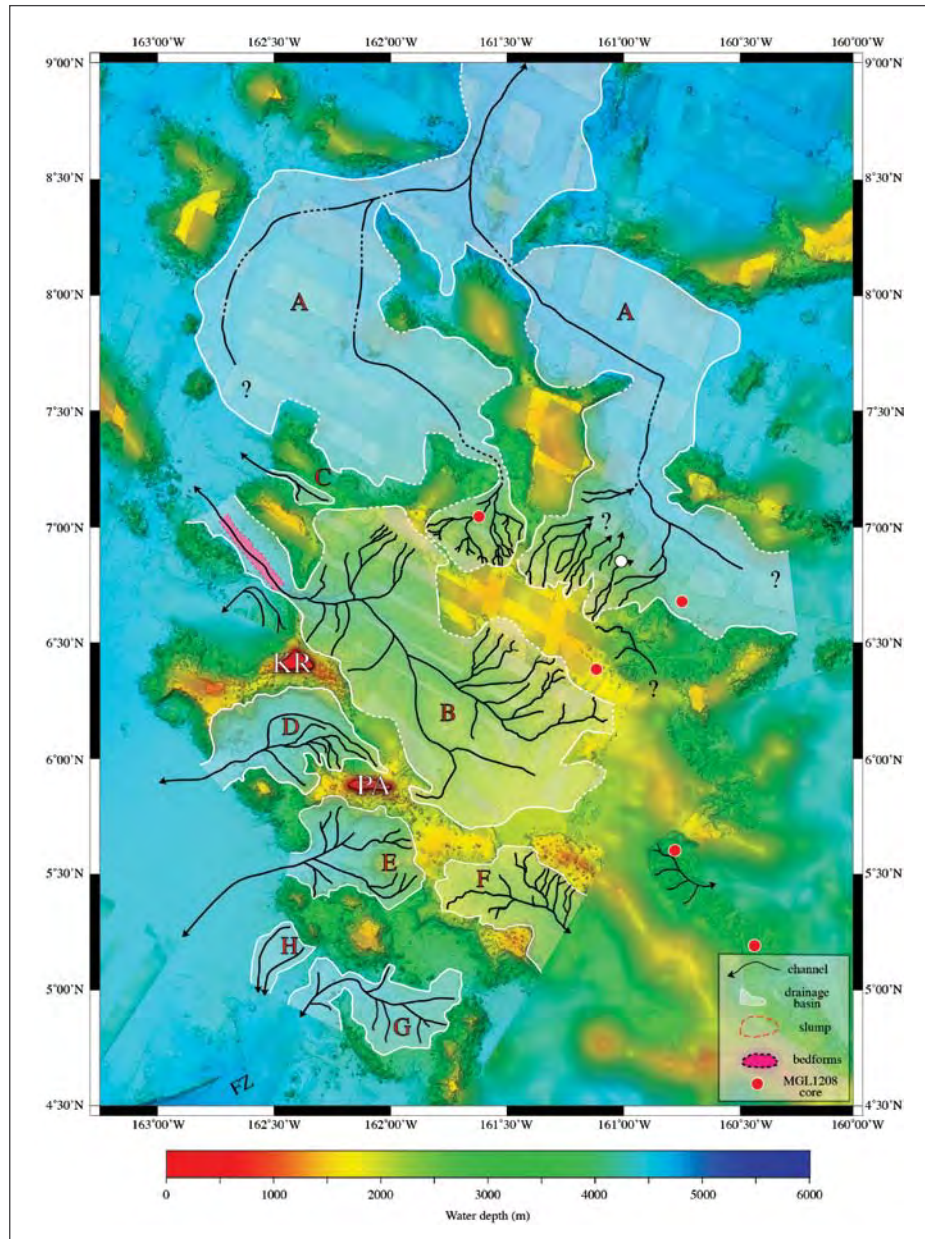 163°00'W 162°30'W 162°00'W 161°30'W 161°00'W 160°30'W 160°00'W
9°00'N 9°00'N
8°30'N 8°30'N
8°00'N A A 8°00'N
?
7°30'N 7°30'N
C
7°00'N ? 7°00'N
?
6°30'N 6°30'N
KR
?
B
D
6°00'N 6°00'N
PA
E
F
5°30'N 5°30'N
H
5°00'N 5°00'N
G
channel
drainage
basin
slump
bedforms
MGL1208
core
FZ
4°30'N 4°30'N
163°00'W 162°30'W 162°00'W 161°30'W 161°00'W 160°30'W 160°00'W
0 1000 2000 3000 4000 5000 6000
Water depth (m)